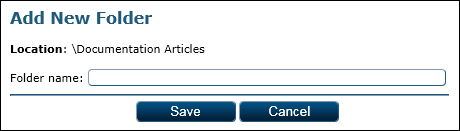 Add New Folder
Location: \Documentation Articles
Folder name:
Save Cancel